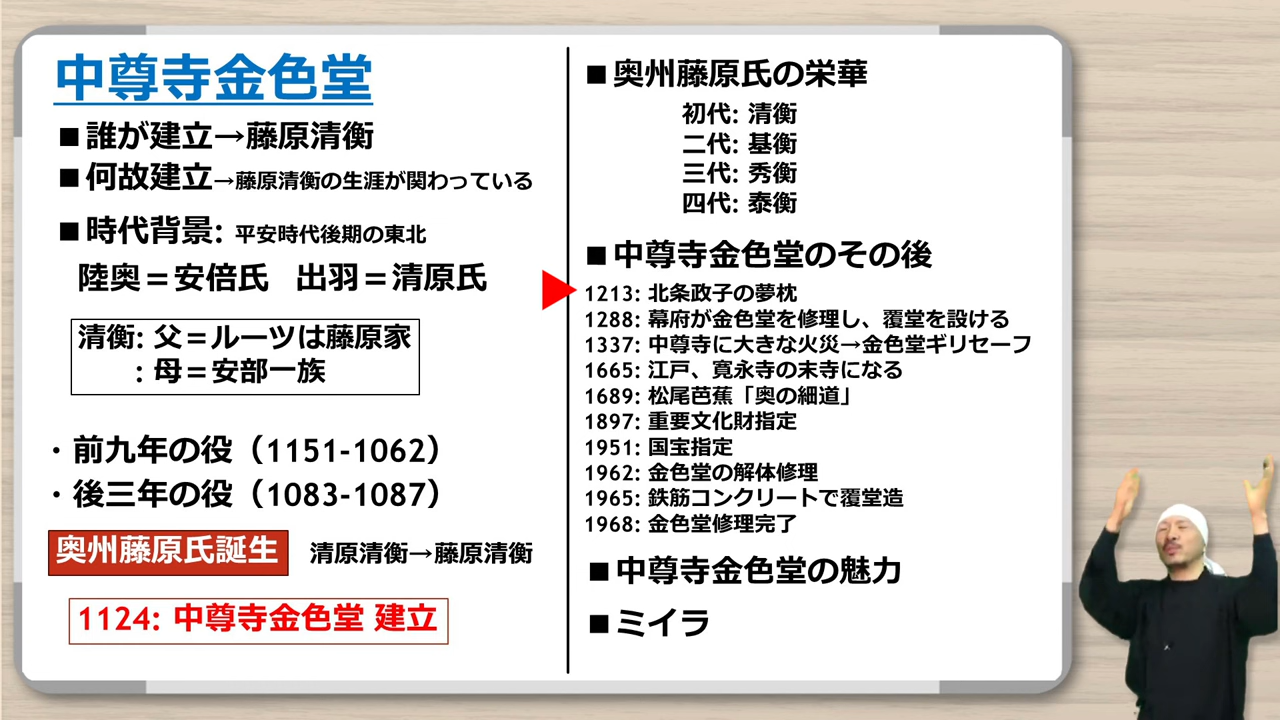 中尊寺金色堂
■誰が建立→藤原清衡
■何故建立→藤原清衡の生涯が関わっている
■時代背景: 平安時代後期の東北
陸奥＝安倍氏 出羽＝清原氏
清衡: 父＝ルーツは藤原家
: 母＝安部一族
・前九年の役（1151-1062）
・後三年の役（1083-1087）
奥州藤原氏誕生 清原清衡→藤原清衡
1124: 中尊寺金色堂 建立
■奥州藤原氏の栄華
初代: 清衡
二代: 基衡
三代: 秀衡
四代: 泰衡
■中尊寺金色堂のその後
1213: 北条政子の夢枕
1288: 幕府が金色堂を修理し、覆堂を設ける
1337: 中尊寺に大きな火災→金色堂ギリセーフ
1665: 江戸、寛永寺の末寺になる
1689: 松尾芭蕉「奥の細道」
1897: 重要文化財指定
1951: 国宝指定
1962: 金色堂の解体修理
1965: 鉄筋コンクリートで覆堂造
1968: 金色堂修理完了
■中尊寺金色堂の魅力
■ミイラ